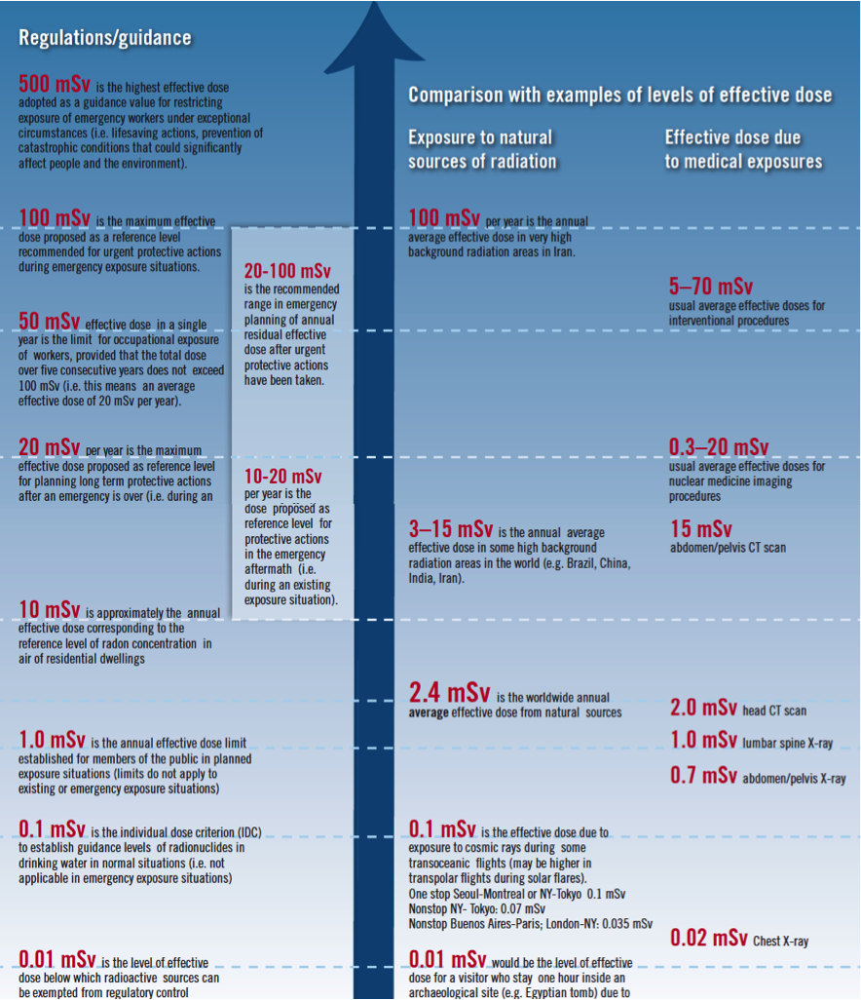 Regulations/guidance
500 mSv is the highest effective dose
adopted as a guidance value for restricting
exposure of emergency workers under exceptional
circumstances (i.e. lifesaving actions, prevention of
catastrophic conditions that could significantly
affect people and the environment).
100 mSv is the maximum effective
dose proposed as a reference level
recommended for urgent protective actions
during emergency exposure situations.
20-100 mSv
is the recommended
range in emergency
planning of annual
residual effective
dose after urgent
protective actions
have been taken.
50 mSv effective dose in a single
year is the limit for occupational exposure
of workers, provided that the total dose
over five consecutive years does not exceed
100 mSv (i.e. this means an average
effective dose of 20 mSv per year).
20 mSv per year is the maximum
effective dose proposed as reference level
for planning long term protective actions
after an emergency is over (i.e. during an
10-20 mSv
per year is the
dose proposed as
reference level for
protective actions
in the emergency
aftermath (i.e.
during an existing
exposure situation).
10 mSv is approximately the annual
effective dose corresponding to the
reference level of radon concentration in
air of residential dwellings
1.0 mSv is the annual effective dose limit
established for members of the public in planned
exposure situations (limits do not apply to
existing or emergency exposure situations)
0.1 mSv is the individual dose criterion (IDC)
to establish guidance levels of radionuclides in
drinking water in normal situations (i.e. not
applicable in emergency exposure situations)
0.01 mSv is the level of effective
dose below which radioactive sources can
be exempted from regulatory control
Comparison with examples of levels of effective dose
Exposure to natural
sources of radiation
100 mSv per year is the annual
average effective dose in very high
background radiation areas in Iran.
3–15 mSv is the annual average
effective dose in some high background
radiation areas in the world (e.g. Brazil, China,
India, Iran).
2.4 mSv is the worldwide annual
average effective dose from natural sources
0.1 mSv is the effective dose due to
exposure to cosmic rays during some
transoceanic flights (may be higher in
transpolar flights during solar flares).
One stop Seoul-Montreal or NY-Tokyo 0.1 mSv
Nonstop NY- Tokyo: 0.07 mSv
Nonstop Buenos Aires-Paris; London-NY: 0.035 mSv
0.01 mSv would be the level of effective
dose for a visitor who stay one hour inside an
archaeological site (e.g. Egyptian tomb) due to
Effective dose due
to medical exposures
5–70 mSv
usual average effective doses for
interventional procedures
0.3–20 mSv
usual average effective doses for
nuclear medicine imaging
procedures
15 mSv
abdomen/pelvis CT scan
2.0 mSv head CT scan
1.0 mSv lumbar spine X-ray
0.7 mSv abdomen/pelvis X-ray
0.02 mSv Chest X-ray